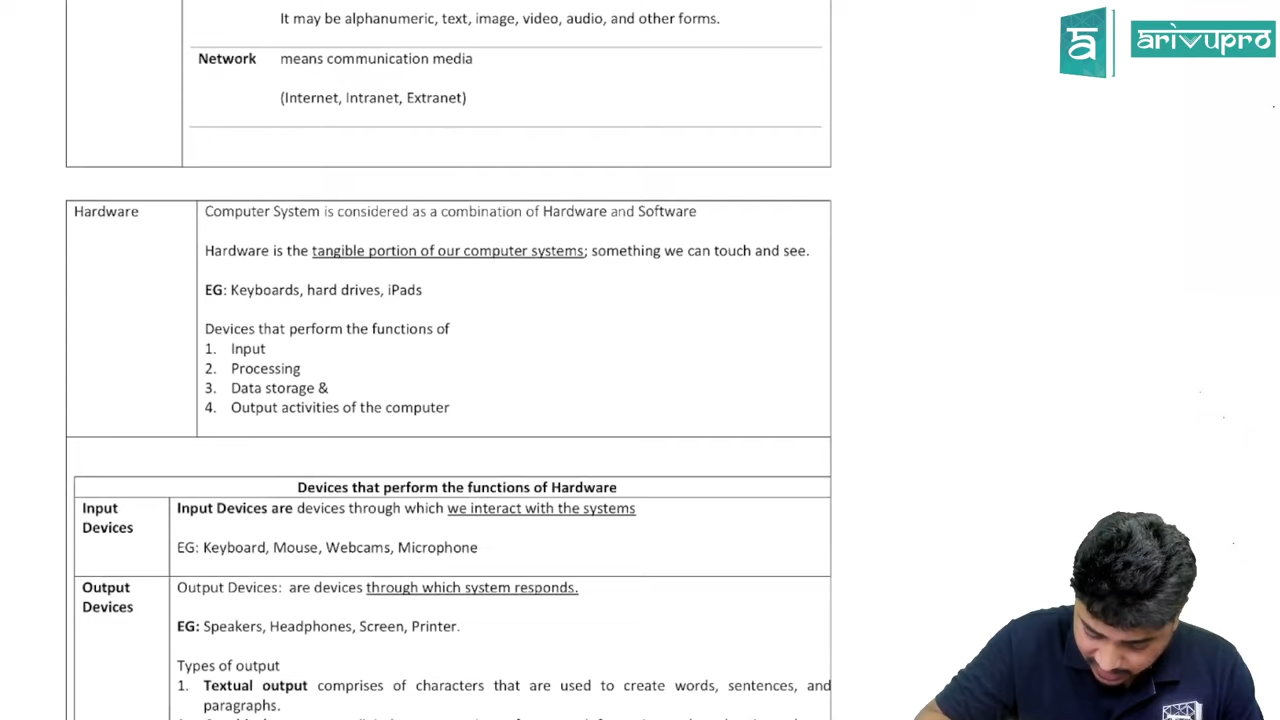 It may be alphanumeric, text, image, video, audio, and other forms.
Network means communication media
(Internet, Intranet, Extranet)
ā arivupro
Hardware Computer System is considered as a combination of Hardware and Software
Hardware is the tangible portion of our computer systems; something we can touch and see.
EG: Keyboards, hard drives, iPads
Devices that perform the functions of
1. Input
2. Processing
3. Data storage &
4. Output activities of the computer
Devices that perform the functions of Hardware
Input Devices are devices through which we interact with the systems
Input
Devices
EG: Keyboard, Mouse, Webcams, Microphone
Output Devices: are devices through which system responds.
Output
Devices
EG: Speakers, Headphones, Screen, Printer.
Types of output
1. Textual output comprises of characters that are used to create words, sentences, and
paragraphs.